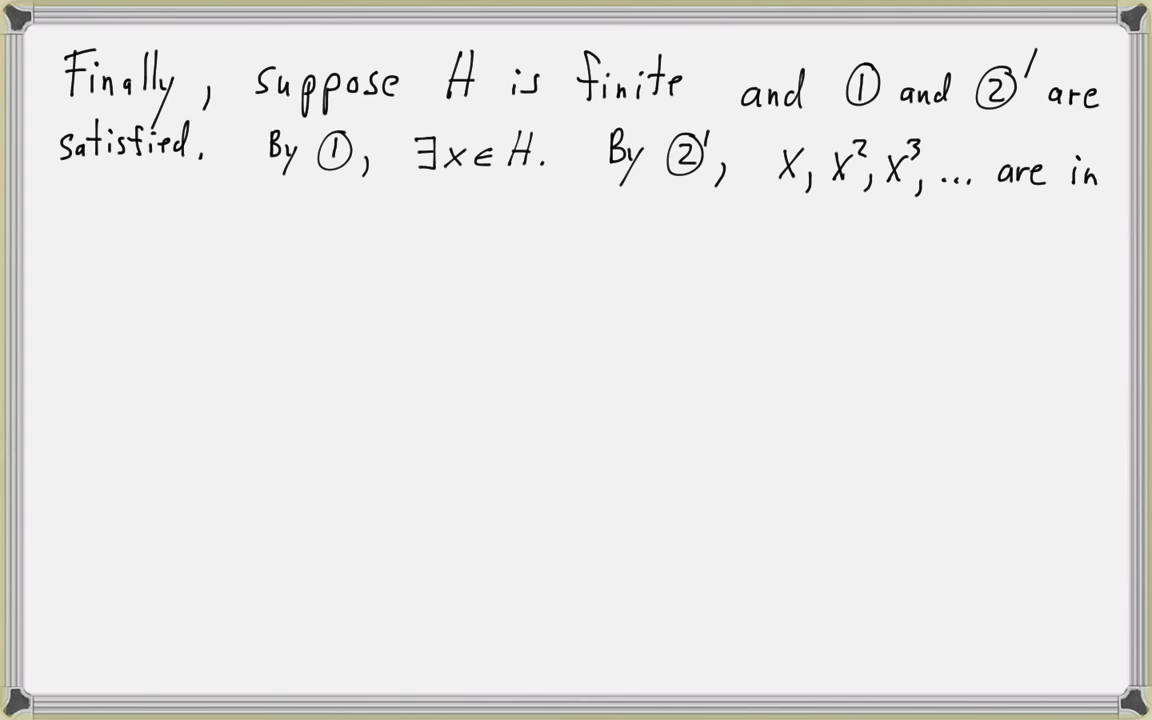 Finally, suppose H is finite and ① and ②′ are
satisfied. By ①, ∃x∈H. By ②′, x, x², x³, ... are in